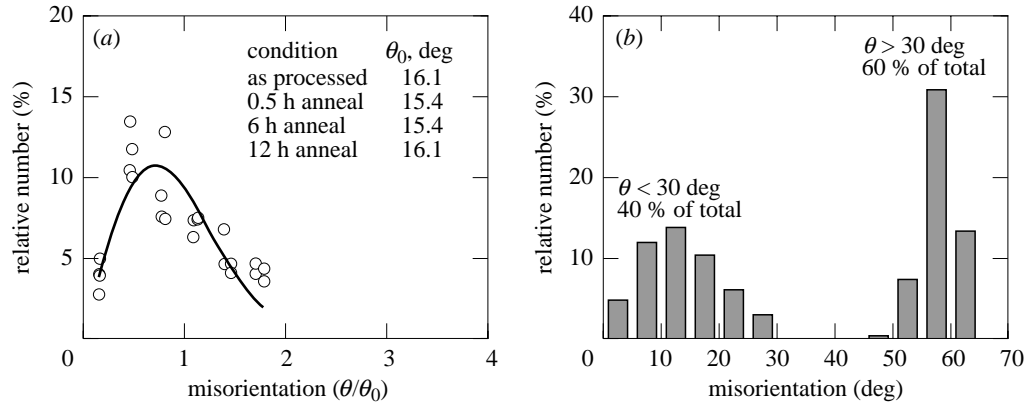 (a)
condition θ0, deg
as processed 16.1
0.5 h anneal 15.4
6 h anneal 15.4
12 h anneal 16.1
20
15
10
5
0 1 2 3 4
relative number (%)
misorientation (θ/θ0)
(b)
θ > 30 deg
60 % of total
θ < 30 deg
40 % of total
40
30
20
10
0 10 20 30 40 50 60 70
relative number (%)
misorientation (deg)